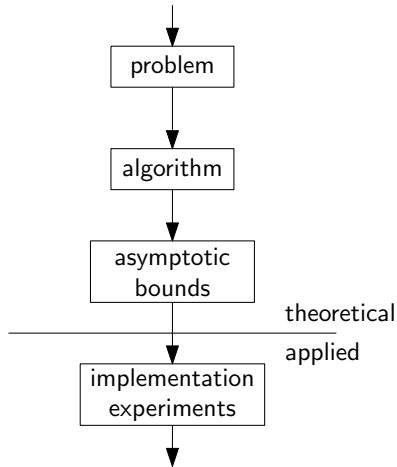 problem
algorithm
asymptotic
bounds
theoretical
applied
implementation
experiments